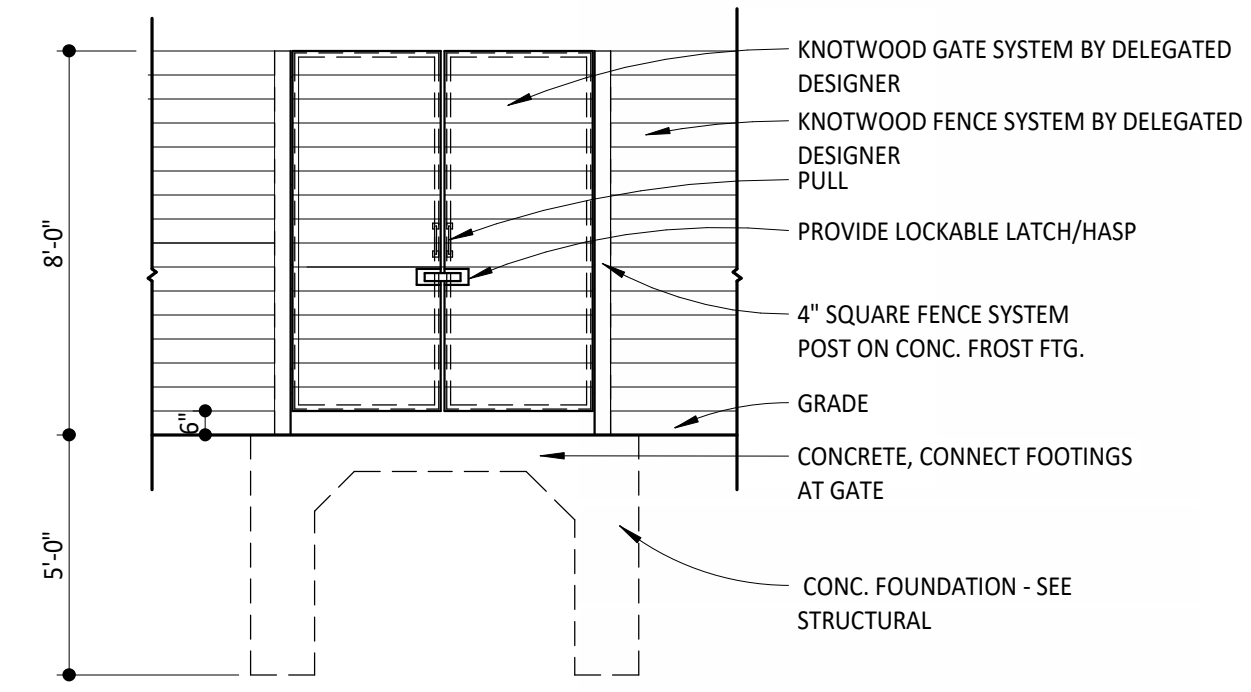 KNOTWOOD GATE SYSTEM BY DELEGATED
DESIGNER
KNOTWOOD FENCE SYSTEM BY DELEGATED
DESIGNER
PULL
PROVIDE LOCKABLE LATCH/HASP
4" SQUARE FENCE SYSTEM
POST ON CONC. FROST FTG.
GRADE
CONCRETE, CONNECT FOOTINGS
AT GATE
CONC. FOUNDATION - SEE
STRUCTURAL
8'-0"
6"
5'-0"